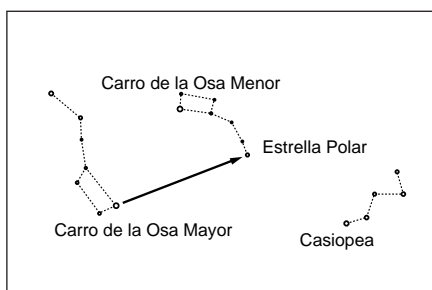 Carro de la Osa Menor
Estrella Polar
Carro de la Osa Mayor
Casiopea